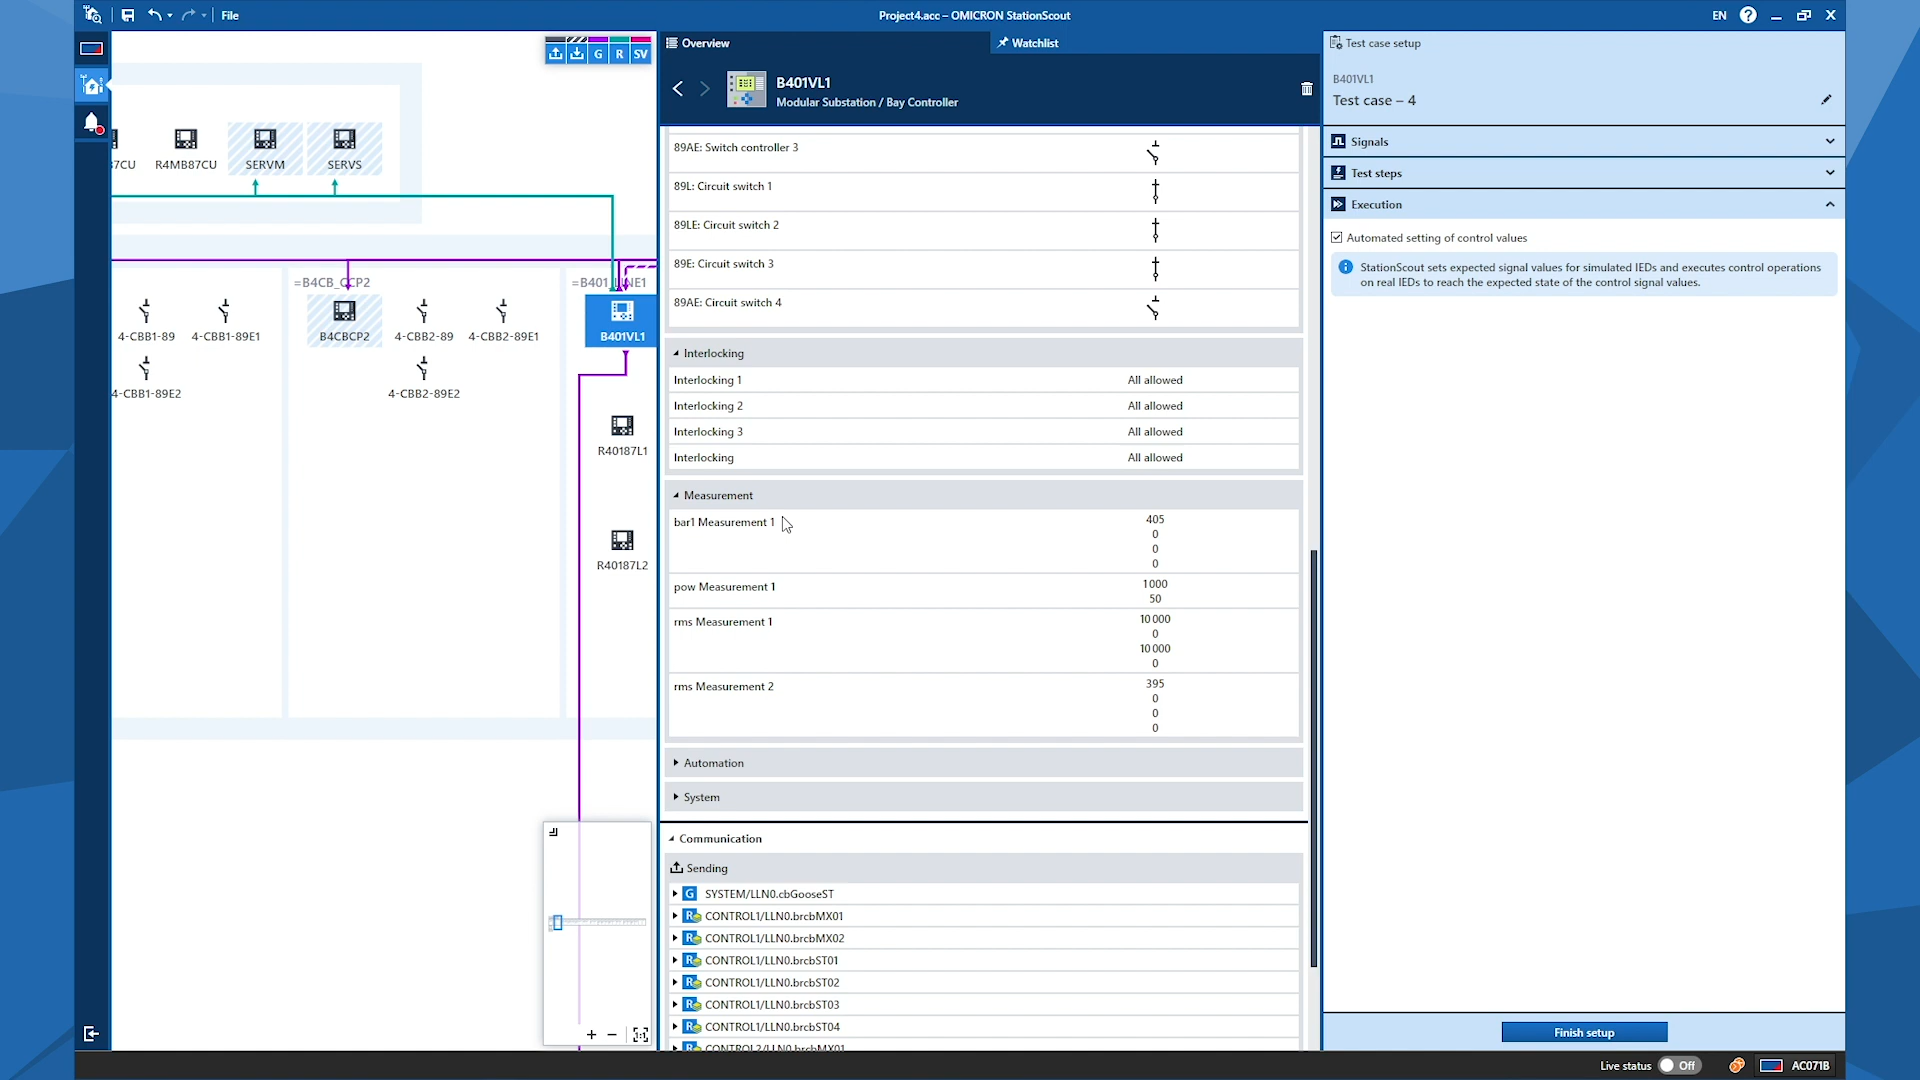 File
Project4.acc – OMICRON StationScout
EN
G R SV
Overview
Watchlist
B401VL1
Modular Substation / Bay Controller
Test case setup
B401VL1
Test case – 4
Signals
Test steps
Execution
Automated setting of control values
StationScout sets expected signal values for simulated IEDs and executes control operations
on real IEDs to reach the expected state of the control signal values.
Finish setup
7CU
R4MB87CU
SERVM
SERVS
=B4CB_CCP2
4-CBB1-89
4-CBB1-89E1
B4CBCP2
4-CBB2-89
4-CBB2-89E1
B401VL1
4-CBB1-89E2
4-CBB2-89E2
R40187L1
R40187L2
89AE: Switch controller 3
89L: Circuit switch 1
89LE: Circuit switch 2
89E: Circuit switch 3
89AE: Circuit switch 4
Interlocking
Interlocking 1 All allowed
Interlocking 2 All allowed
Interlocking 3 All allowed
Interlocking All allowed
Measurement
bar1 Measurement 1 405
0
0
0
pow Measurement 1 1000
50
rms Measurement 1 10 000
0
10 000
0
rms Measurement 2 395
0
0
0
Automation
System
Communication
Sending
G SYSTEM/LLN0.cbGooseST
R CONTROL1/LLN0.brcbMX01
R CONTROL1/LLN0.brcbMX02
R CONTROL1/LLN0.brcbST01
R CONTROL1/LLN0.brcbST02
R CONTROL1/LLN0.brcbST03
R CONTROL1/LLN0.brcbST04
R CONTROL2/LLN0.brcbMX01
1:1
Live status Off
AC071B